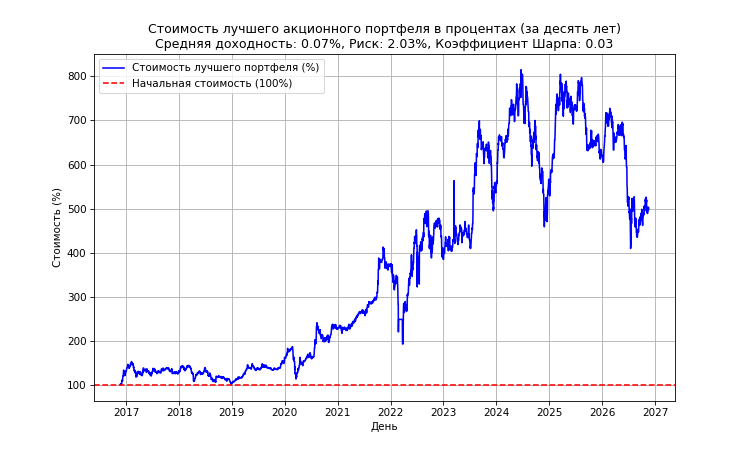 Стоимость лучшего акционного портфеля в процентах (за десять лет)
Средняя доходность: 0.07%, Риск: 2.03%, Коэффициент Шарпа: 0.03
Стоимость лучшего портфеля (%)
Начальная стоимость (100%)
Стоимость (%)
800
700
600
500
400
300
200
100
2017 2018 2019 2020 2021 2022 2023 2024 2025 2026 2027
День